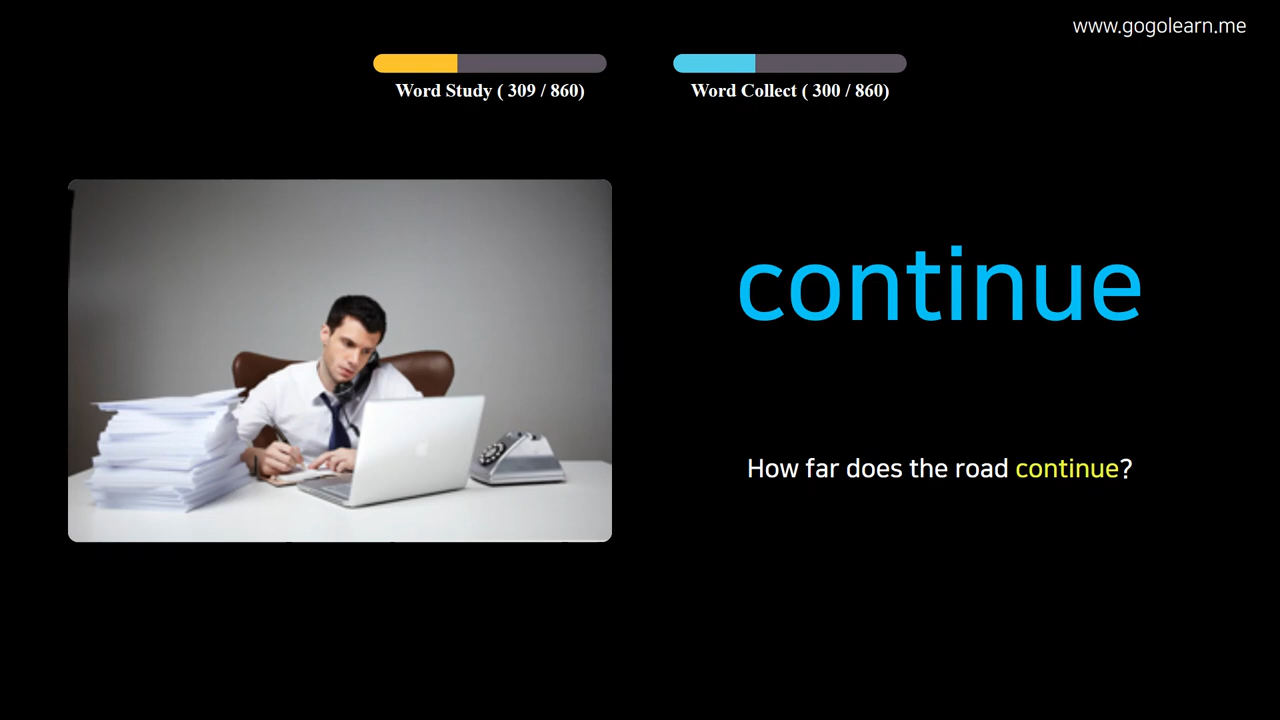 www.gogolearn.me
Word Study ( 309 / 860)
Word Collect ( 300 / 860)
continue
How far does the road continue?